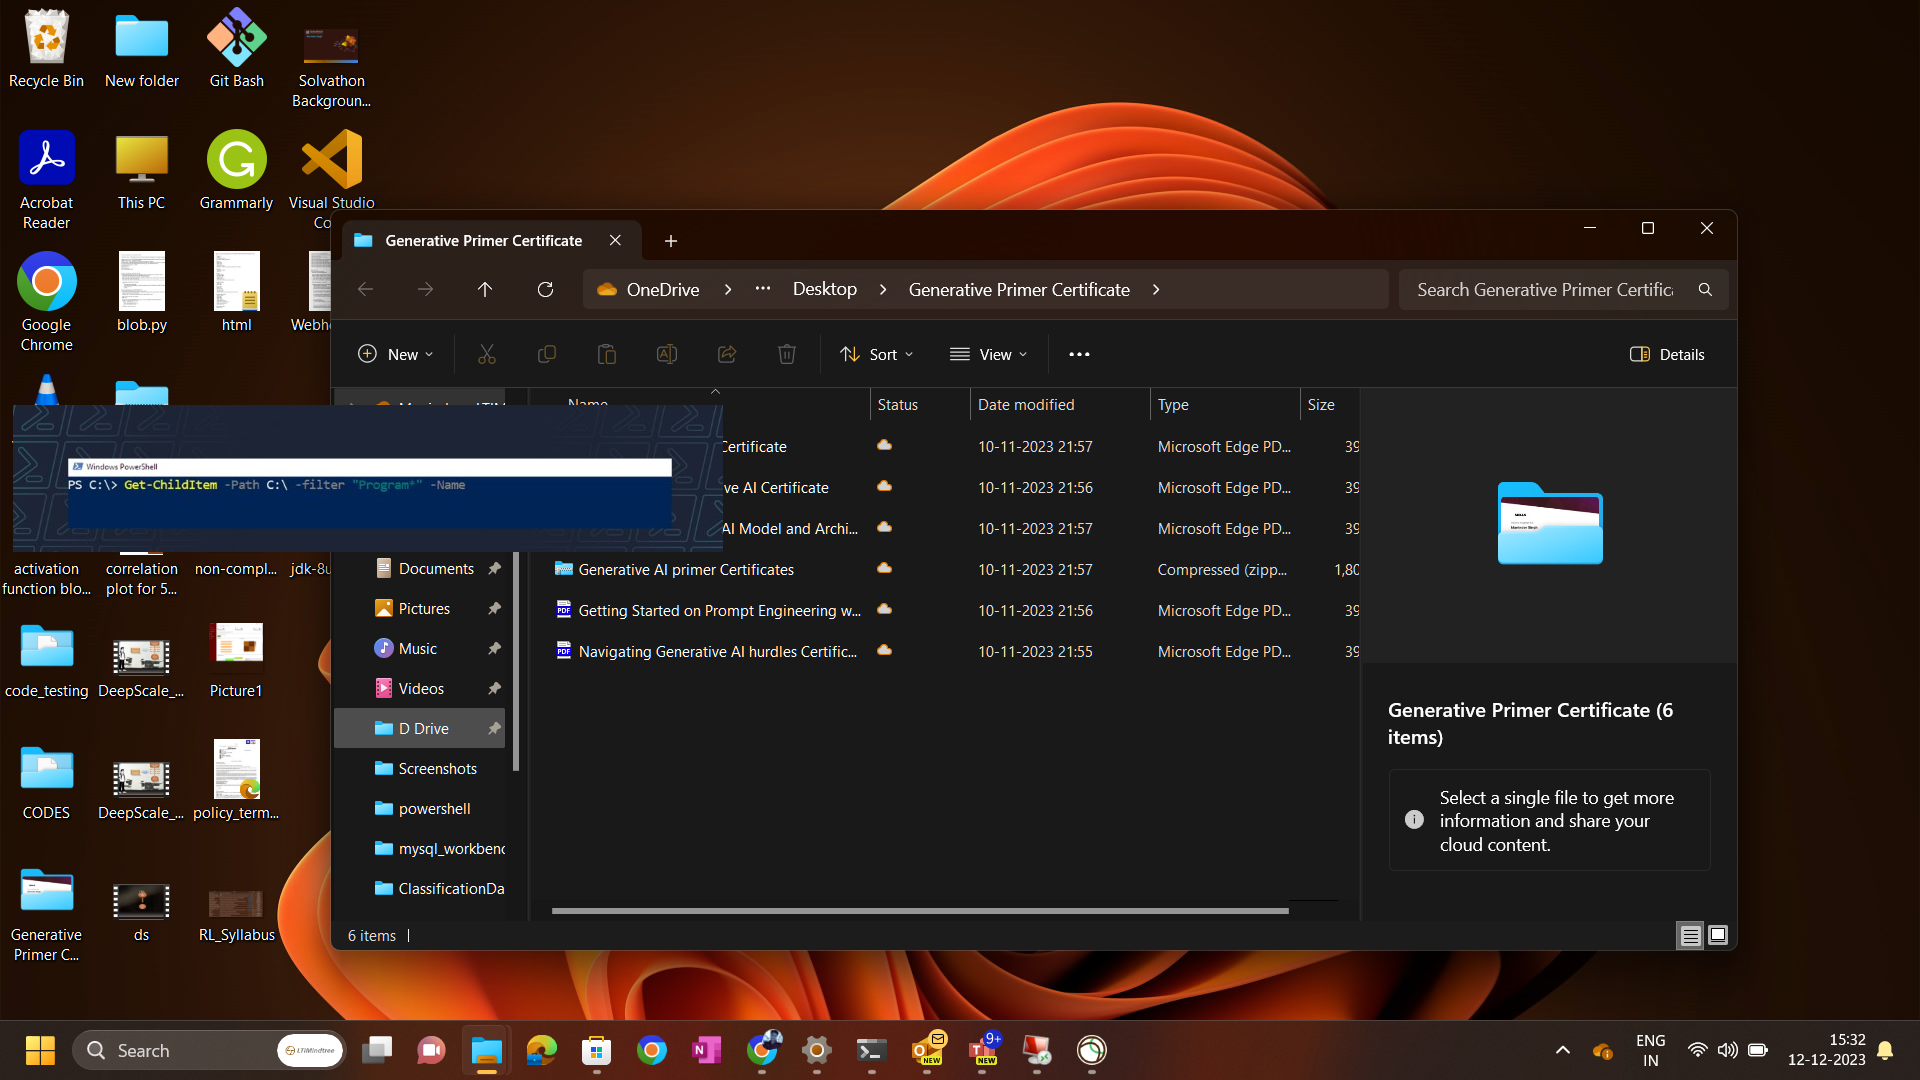 Recycle Bin
New folder
Git Bash
Solvathon
Backgroun...
Acrobat
Reader
This PC
Grammarly
Visual Studio
Co
Google
Chrome
blob.py
html
Webh
activation
function blo...
correlation
plot for 5...
non-compl...
jdk-8u
code_testing
DeepScale_...
Picture1
CODES
DeepScale_...
policy_term...
Generative
Primer C...
ds
RL_Syllabus
Generative Primer Certificate
OneDrive
Desktop
Generative Primer Certificate
Search Generative Primer Certific
New
Sort
View
Details
Name
Status
Date modified
Type
Size
Certificate
10-11-2023 21:57
Microsoft Edge PD...
39
ve AI Certificate
10-11-2023 21:56
Microsoft Edge PD...
39
AI Model and Archi...
10-11-2023 21:57
Microsoft Edge PD...
39
Generative AI primer Certificates
10-11-2023 21:57
Compressed (zipp...
1,80
Getting Started on Prompt Engineering w...
10-11-2023 21:56
Microsoft Edge PD...
39
Navigating Generative AI hurdles Certific...
10-11-2023 21:55
Microsoft Edge PD...
39
Windows PowerShell
PS C:\> Get-ChildItem -Path C:\ -filter "Program*" -Name
Documents
Pictures
Music
Videos
D Drive
Screenshots
powershell
mysql_workbenc
ClassificationDa
Generative Primer Certificate (6
items)
Select a single file to get more
information and share your
cloud content.
6 items
Search
LTIMindtree
NEW
9+
NEW
ENG
IN
15:32
12-12-2023